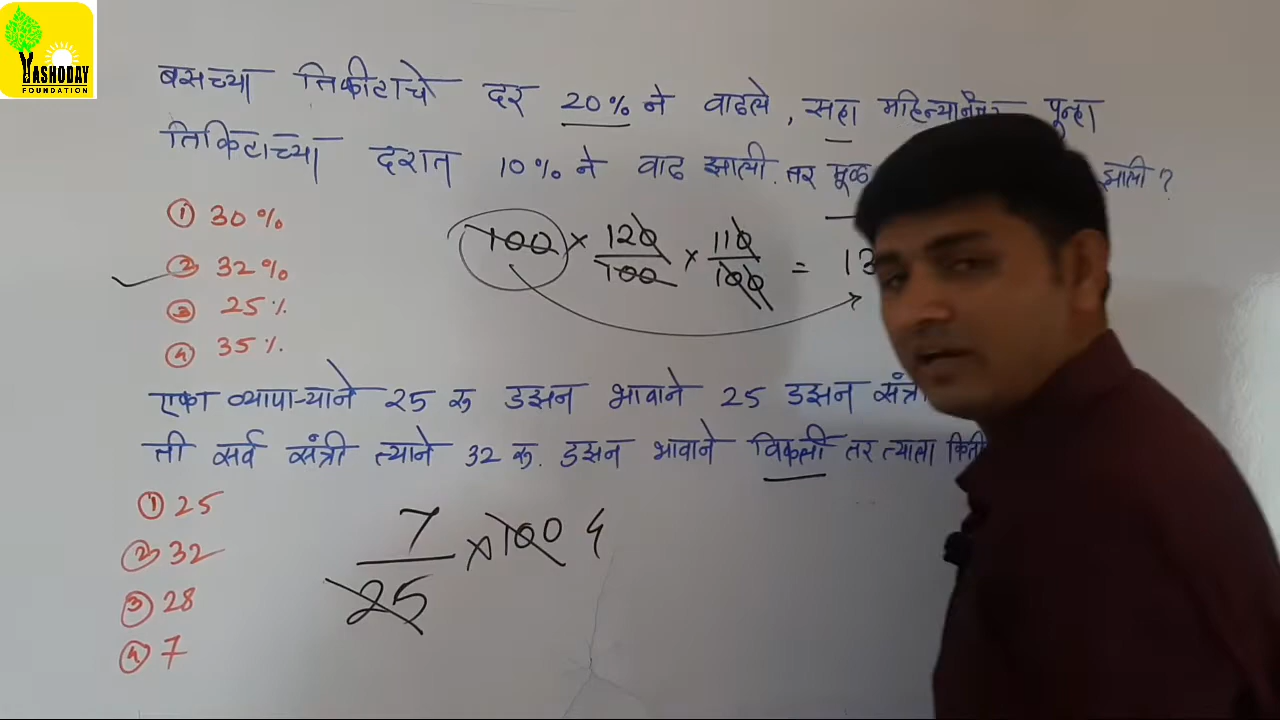 YASHODAY
FOUNDATION
बसच्या तिकीटाचे दर 20% ने वाढले , सहा महिन्यानंतर पून्हा
तिकिटाच्या दरात 10% ने वाढ झाली. तर मूळ झाली ?
① 30 %
② 32 %
③ 25 %
④ 35 %
100 × 120/100 × 110/100 = 13
एका व्यापाऱ्याने 25 रु डझन भावाने 25 डझन
ती सर्व संत्री त्याने 32 रु. डझन भावाने विकली तर त्याला किती
① 25
② 32
③ 28
④ 7
7/25 × 100 4